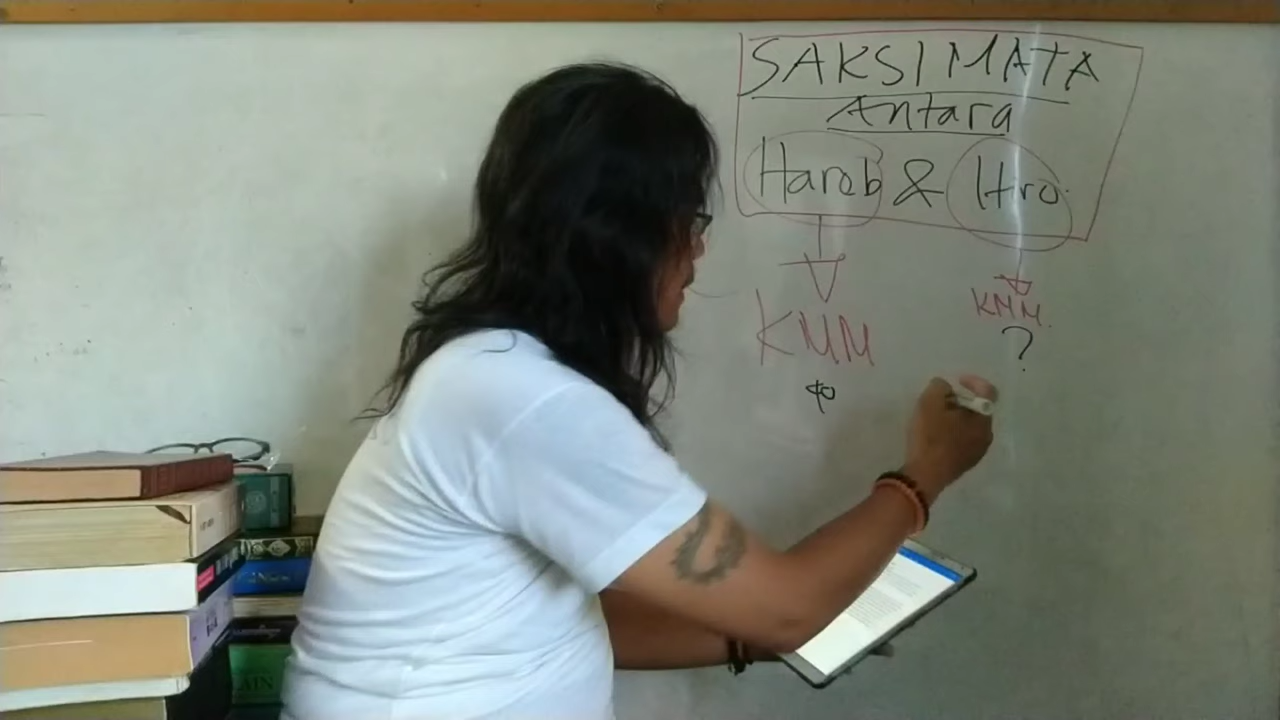 SAKSI MATA
Antara
Harob & Hro.
KMM
KMM.
?